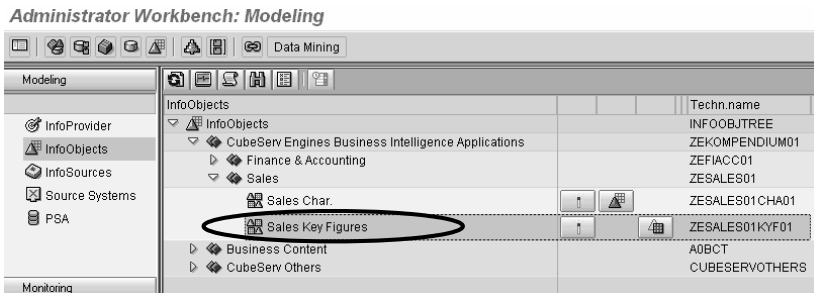 Administrator Workbench: Modeling
Data Mining
Modeling
InfoProvider
InfoObjects
InfoSources
Source Systems
PSA
Monitoring
InfoObjects Techn.name
InfoObjects INFOOBJTREE
CubeServ Engines Business Intelligence Applications ZEKOMPENDIUM01
Finance & Accounting ZEFIACC01
Sales ZESALES01
Sales Char. ZESALES01CHA01
Sales Key Figures ZESALES01KYF01
Business Content A0BCT
CubeServ Others CUBESERVOTHERS